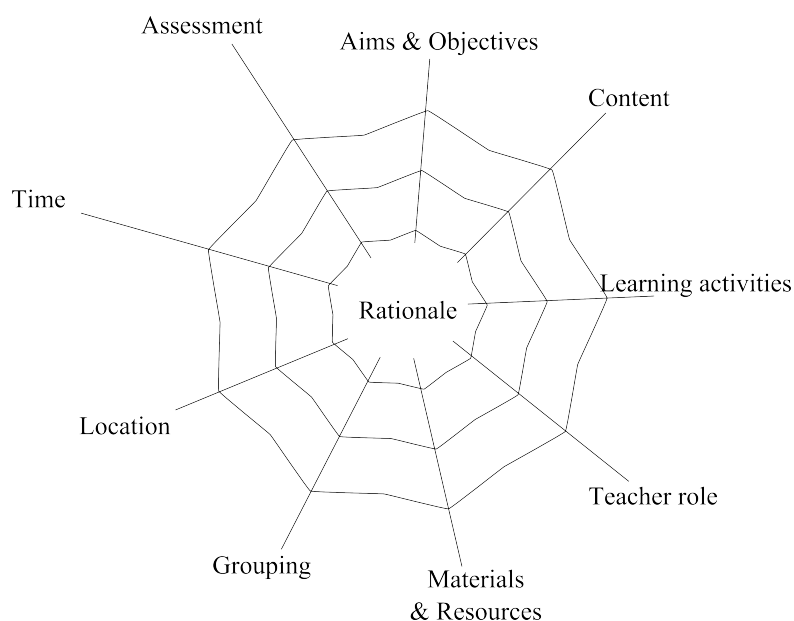 Assessment
Aims & Objectives
Content
Time
Learning activities
Rationale
Location
Teacher role
Grouping
Materials
& Resources